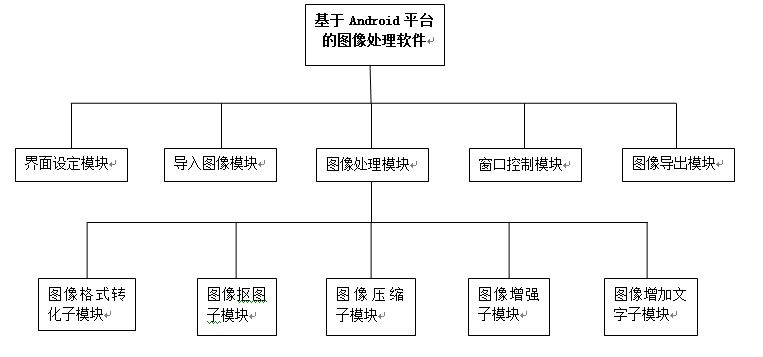 基于 Android 平台
的图像处理软件
界面设定模块
导入图像模块
图像处理模块
窗口控制模块
图像导出模块
图像格式转
化子模块
图像抠图
子模块
图像压缩
子模块
图像增强
子模块
图像增加文
字子模块